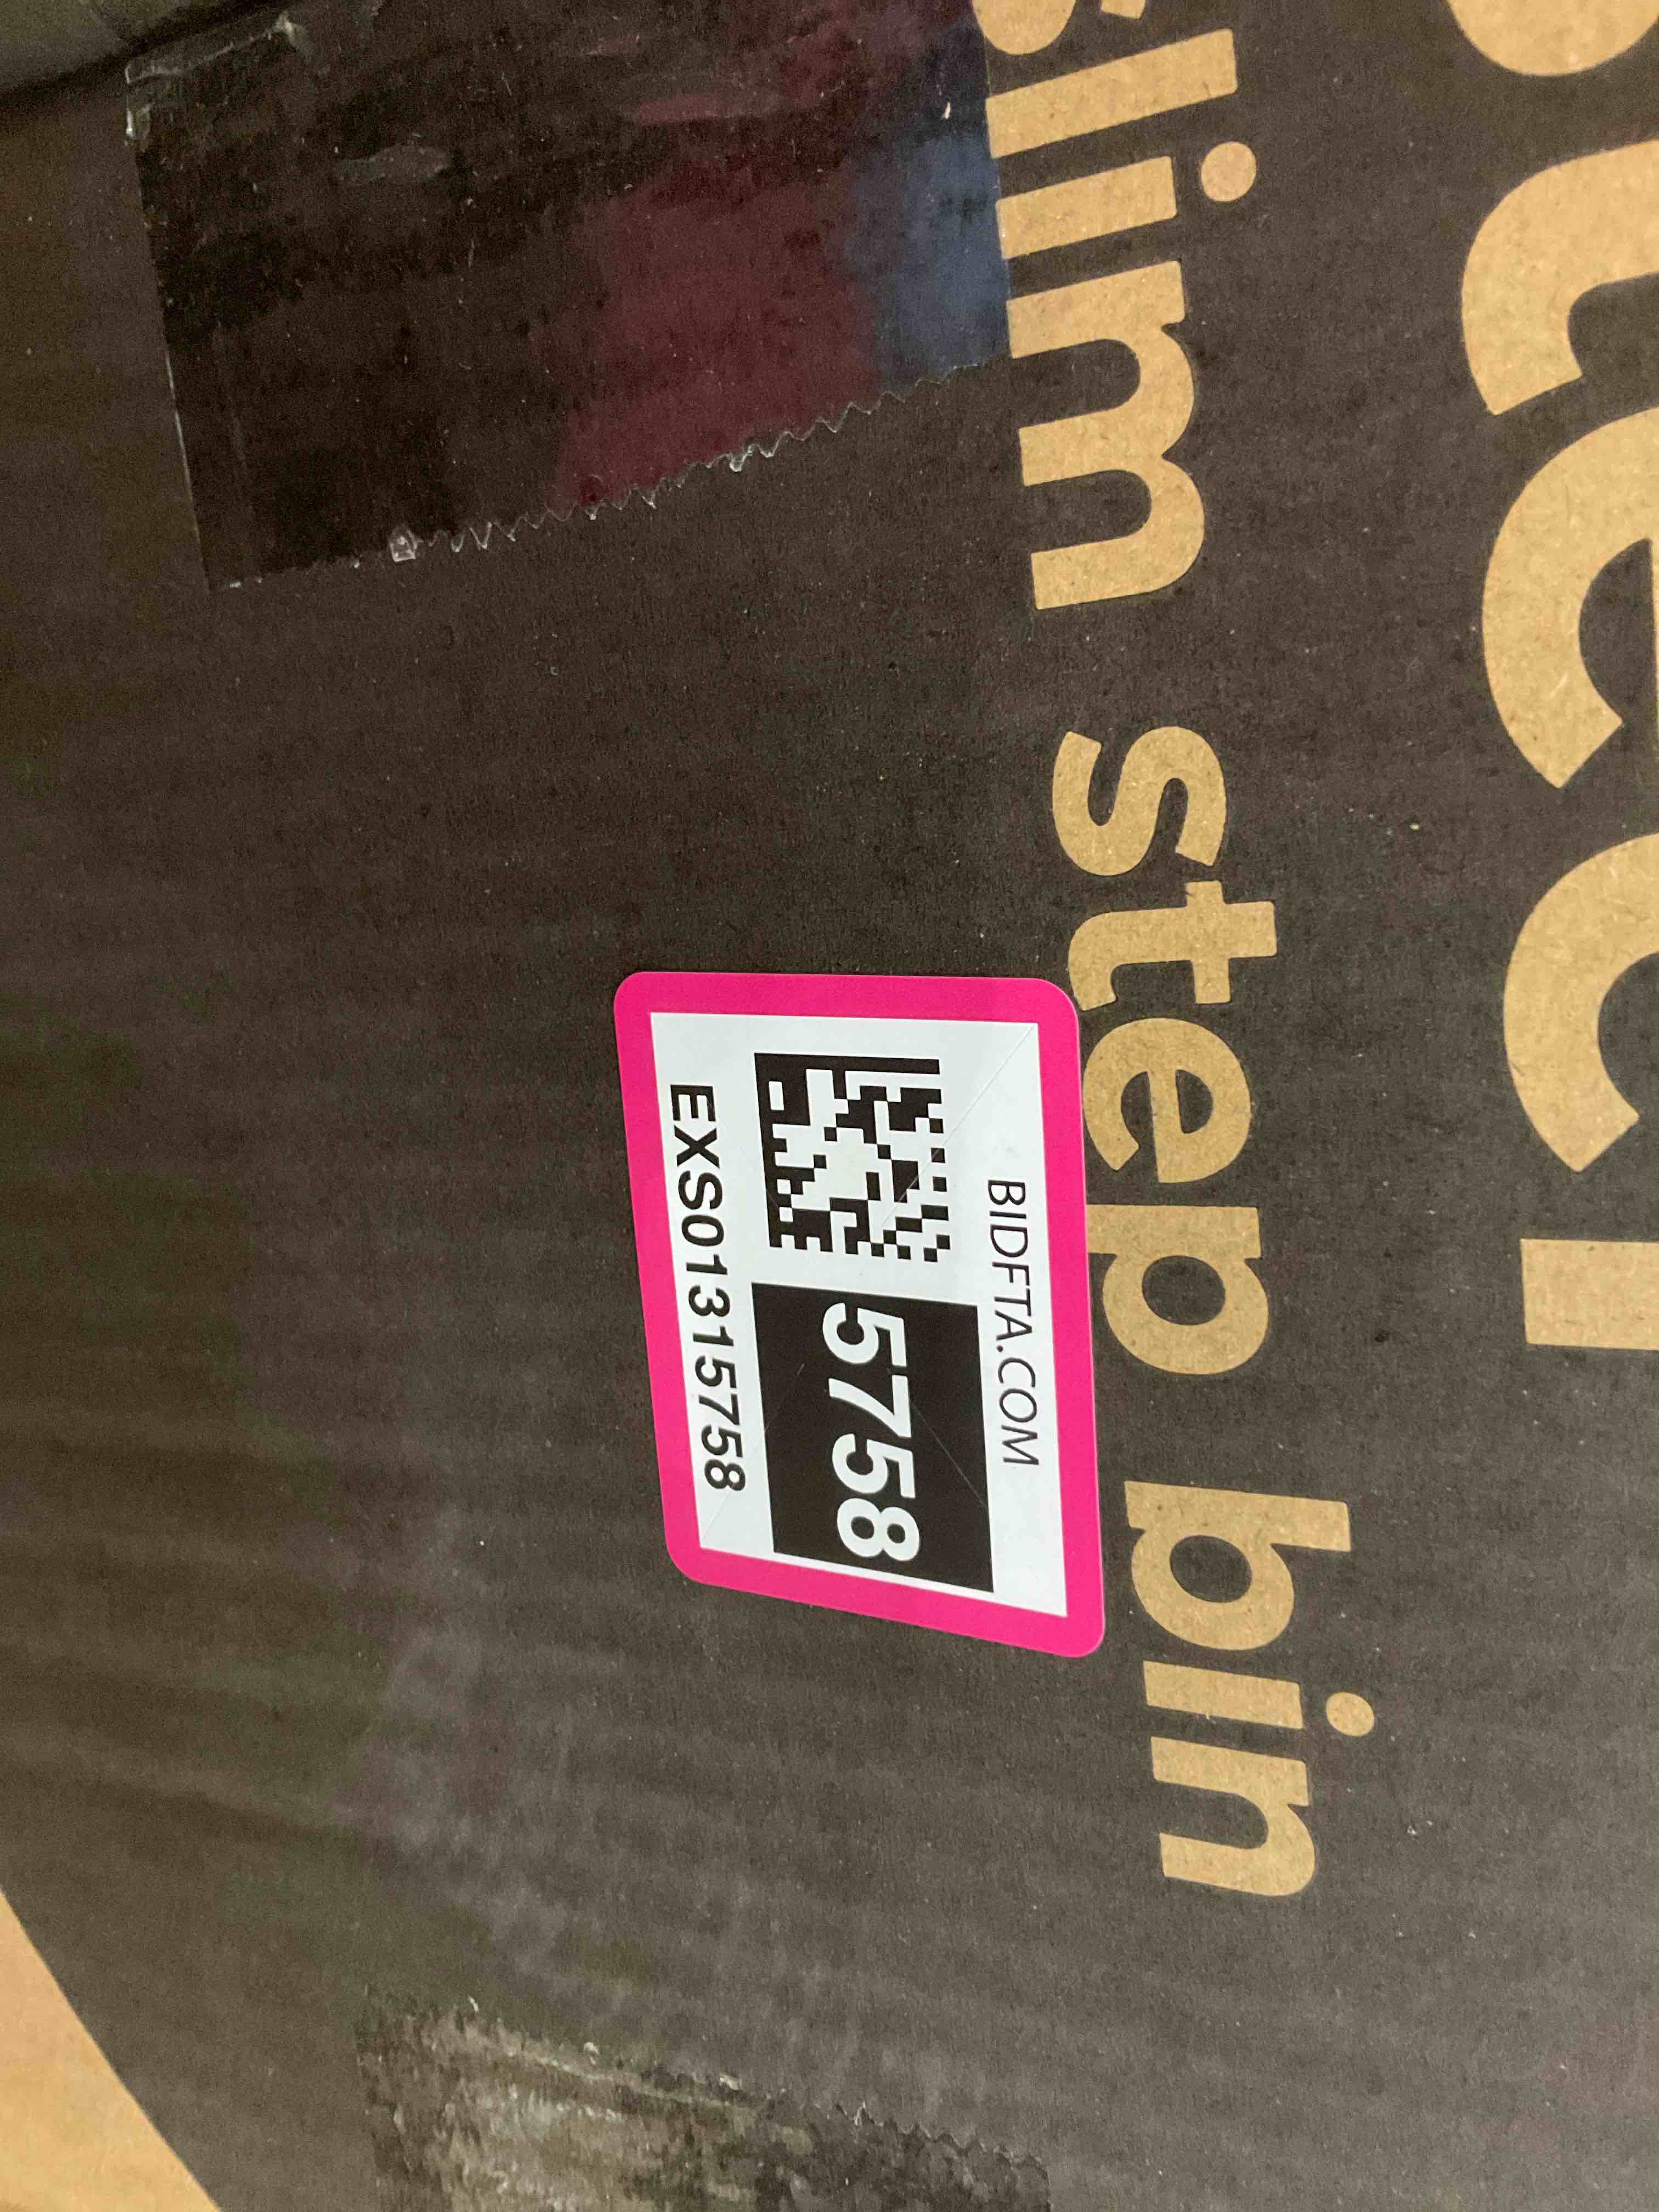 slim step bin
BIDFTA.COM
5758
EXS01315758